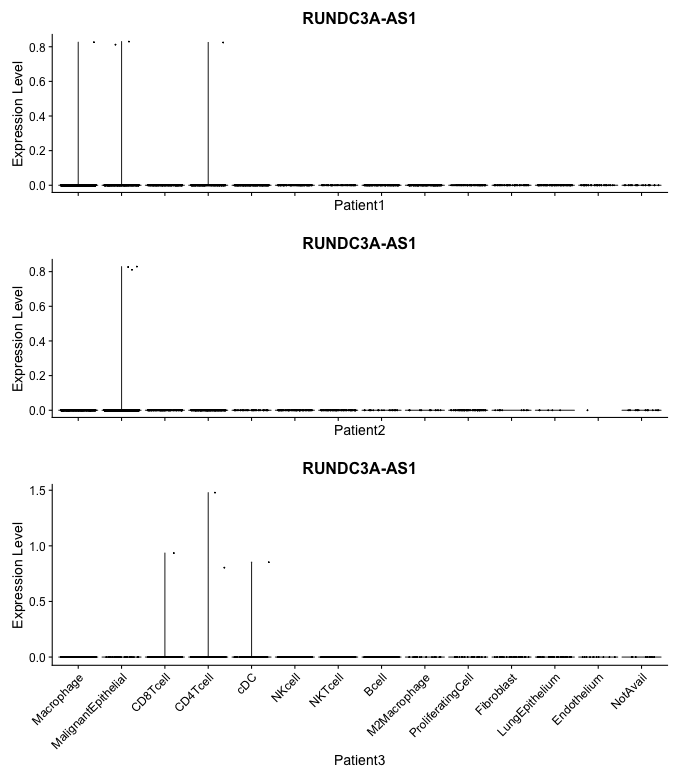 RUNDC3A-AS1
Expression Level
0.8
0.6
0.4
0.2
0.0
Patient1
RUNDC3A-AS1
Expression Level
0.8
0.6
0.4
0.2
0.0
Patient2
RUNDC3A-AS1
Expression Level
1.5
1.0
0.5
0.0
Macrophage
MalignantEpithelial
CD8Tcell
CD4Tcell
cDC
NKcell
NKTcell
Bcell
M2Macrophage
ProliferatingCell
Fibroblast
LungEpithelium
Endothelium
NotAvail
Patient3